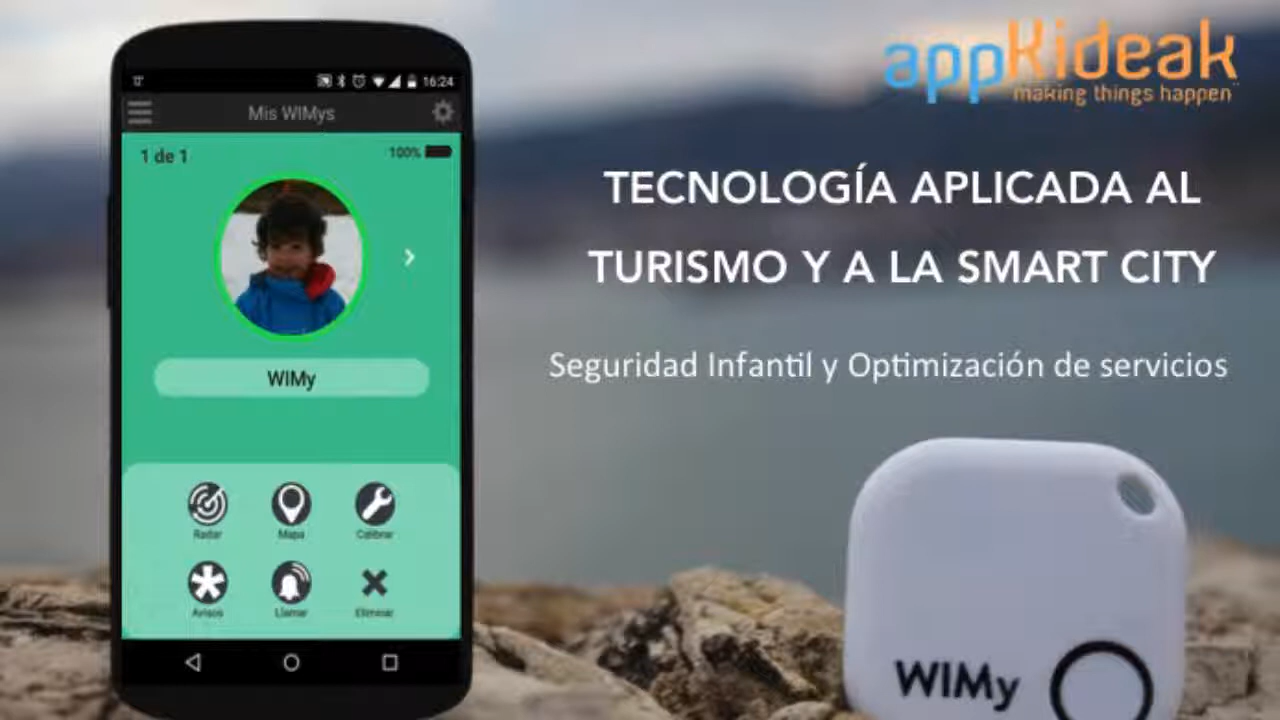 16:24
Mis WIMys
1 de 1
100%
WIMy
Radar
Mapa
Calibrar
Avisos
Llamar
Eliminar
appKideak
making things happen
TECNOLOGÍA APLICADA AL
TURISMO Y A LA SMART CITY
Seguridad Infantil y Optimización de servicios
WIMy